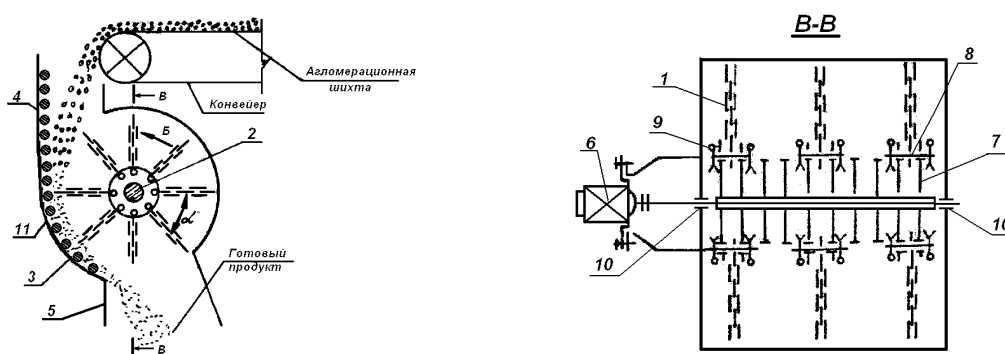 Агломерационная
шихта
Конвейер
В
Б
2
4
α
11
3
Готовый
продукт
5
В
В-В
1
8
9
6
7
10
10